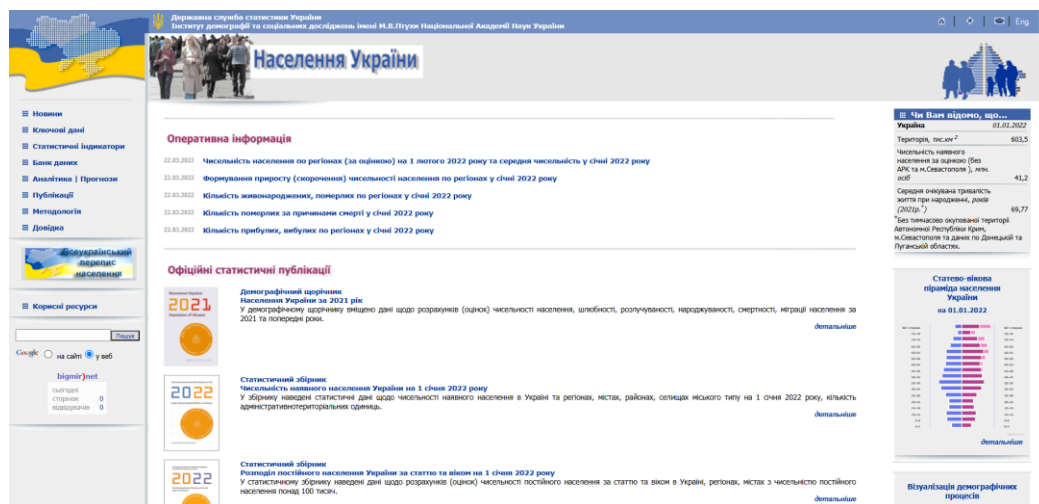 Державна служба статистики України
Інститут демографії та соціальних досліджень імені М.В.Птухи Національної Академії Наук України
Eng
Населення України
Новини
Ключові дані
Статистичні індикатори
Банк даних
Аналітика | Прогнози
Публікації
Методологія
Довідка
Всеукраїнський
перепис
населення
Корисні ресурси
Пошук
Google на сайті у веб
bigmir)net
сьогодні
сторінок 0
відвідувачів 0
Оперативна інформація
22.03.2022 Чисельність населення по регіонах (за оцінкою) на 1 лютого 2022 року та середня чисельність у січні 2022 року
22.03.2022 Формування приросту (скорочення) чисельності населення по регіонах у січні 2022 року
22.03.2022 Кількість живонароджених, померлих по регіонах у січні 2022 року
22.03.2022 Кількість померлих за причинами смерті у січні 2022 року
22.03.2022 Кількість прибулих, вибулих по регіонах у січні 2022 року
Офіційні статистичні публікації
2021
Демографічний щорічник
Населення України за 2021 рік
У демографічному щорічнику вміщено дані щодо розрахунків (оцінок) чисельності населення, шлюбності, розлучуваності, народжуваності, смертності, міграції населення за
2021 та попередні роки.
детальніше
2022
Статистичний збірник
Чисельність наявного населення України на 1 січня 2022 року
У збірнику наведені статистичні дані щодо чисельності наявного населення в Україні та регіонах, містах, районах, селищах міського типу на 1 січня 2022 року, кількість
адміністративнотериторіальних одиниць.
детальніше
2022
Статистичний збірник
Розподіл постійного населення України за статтю та віком на 1 січня 2022 року
У статистичному збірнику наведені дані щодо розрахунків (оцінок) чисельності постійного населення за статтю та віком в Україні, регіонах, містах з чисельністю постійного
населення понад 100 тисяч.
детальніше
Чи Вам відомо, що...
Україна 01.01.2022
Територія, тис.км2 603,5
Чисельність наявного
населення за оцінкою (без
АРК та м.Севастополя ), млн.
осіб 41,2
Середня очікувана тривалість
життя при народженні, років
(2021р.*) 69,77
*Без тимчасово окупованої території
Автономної Республіки Крим,
м.Севастополя та даних по Донецькій та
Луганській областях.
Статево-вікова
піраміда населення
України
на 01.01.2022
детальніше
Візуалізація демографічних
процесів